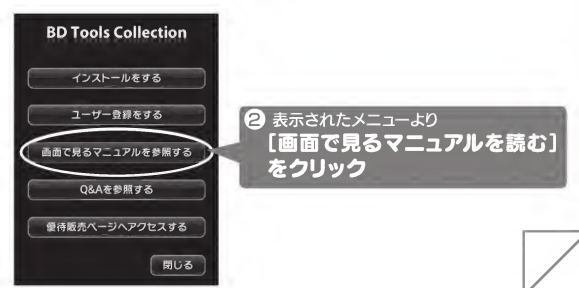 BD Tools Collection
インストールをする
ユーザー登録をする
画面で見るマニュアルを参照する
Q&Aを参照する
優待販売ページへアクセスする
閉じる
② 表示されたメニューより
[画面で見るマニュアルを読む]
をクリック